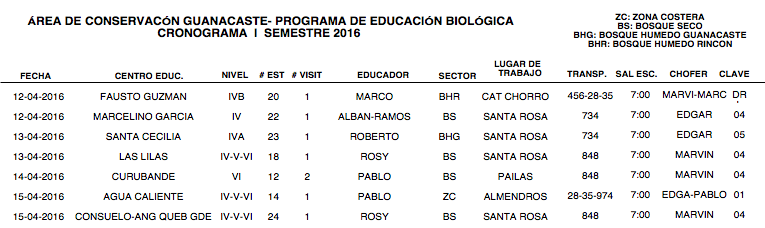 ÁREA DE CONSERVACÓN GUANACASTE- PROGRAMA DE EDUCACIÓN BIOLÓGICA
CRONOGRAMA I SEMESTRE 2016
ZC: ZONA COSTERA
BS: BOSQUE SECO
BHG: BOSQUE HUMEDO GUANACASTE
BHR: BOSQUE HUMEDO RINCON
FECHA CENTRO EDUC. NIVEL # EST # VISIT EDUCADOR SECTOR LUGAR DE TRABAJO TRANSP. SAL ESC. CHOFER CLAVE
12-04-2016 FAUSTO GUZMAN IVB 20 1 MARCO BHR CAT CHORRO 456-28-35 7:00 MARVI-MARC DR
12-04-2016 MARCELINO GARCIA IV 22 1 ALBAN-RAMOS BS SANTA ROSA 734 7:00 EDGAR 04
13-04-2016 SANTA CECILIA IVA 23 1 ROBERTO BHG SANTA ROSA 734 7:00 EDGAR 05
13-04-2016 LAS LILAS IV-V-VI 18 1 ROSY BS SANTA ROSA 848 7:00 MARVIN 04
14-04-2016 CURUBANDE VI 12 2 PABLO BS PAILAS 848 7:00 MARVIN 04
15-04-2016 AGUA CALIENTE IV-V-VI 14 1 PABLO ZC ALMENDROS 28-35-974 7:00 EDGA-PABLO 01
15-04-2016 CONSUELO-ANG QUEB GDE IV-V-VI 24 1 ROSY BS SANTA ROSA 848 7:00 MARVIN 04